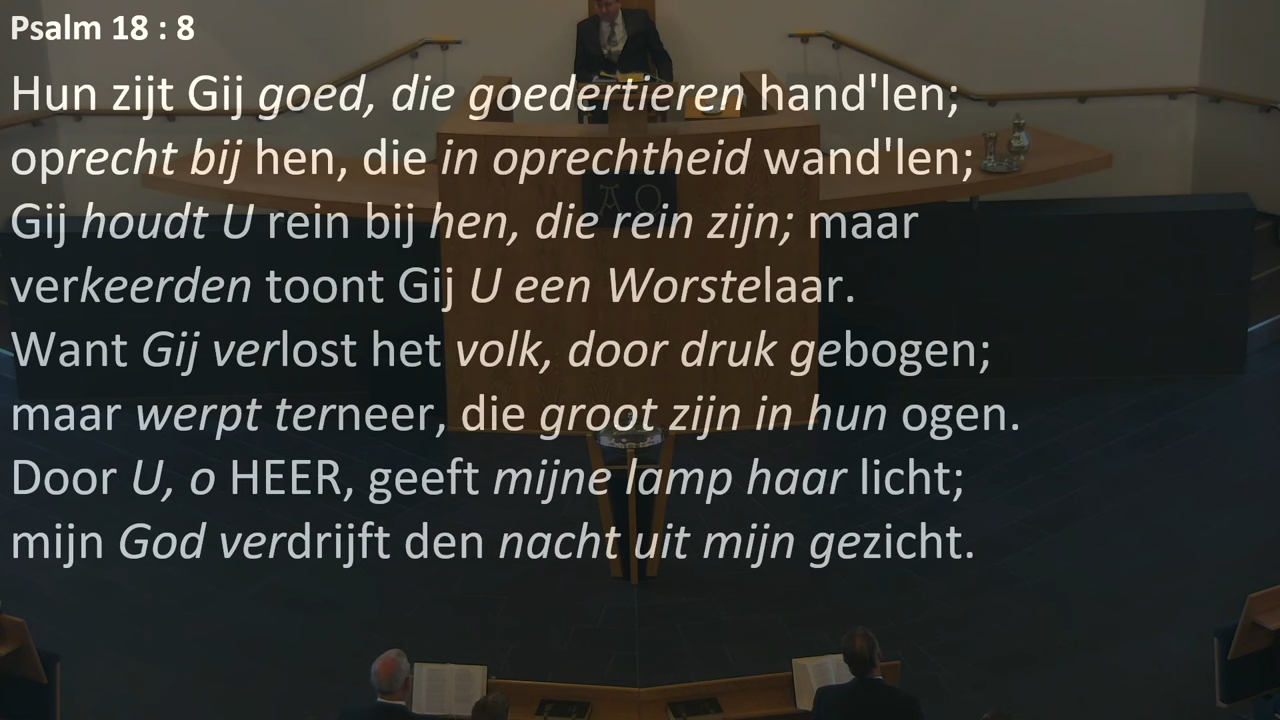 Psalm 18 : 8
Hun zijt Gij goed, die goedertieren hand'len;
oprecht bij hen, die in oprechtheid wand'len;
Gij houdt U rein bij hen, die rein zijn; maar
verkeerden toont Gij U een Worstelaar.
Want Gij verlost het volk, door druk gebogen;
maar werpt terneer, die groot zijn in hun ogen.
Door U, o HEER, geeft mijne lamp haar licht;
mijn God verdrijft den nacht uit mijn gezicht.